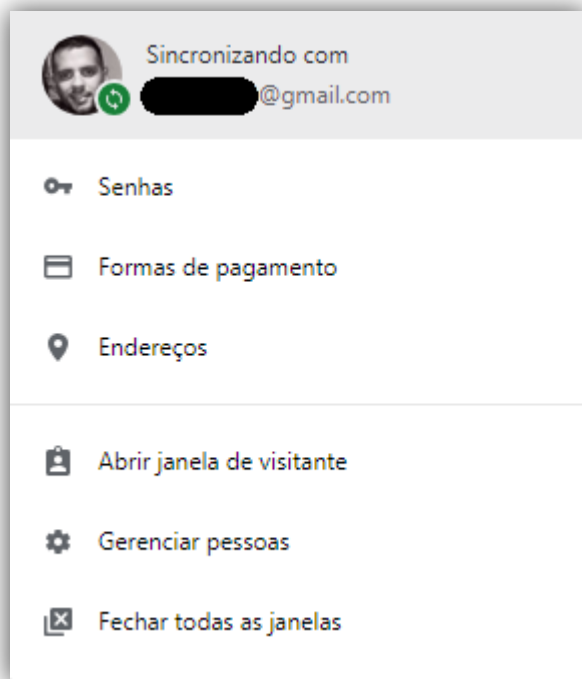 Sincronizando com
@gmail.com
Senhas
Formas de pagamento
Endereços
Abrir janela de visitante
Gerenciar pessoas
Fechar todas as janelas